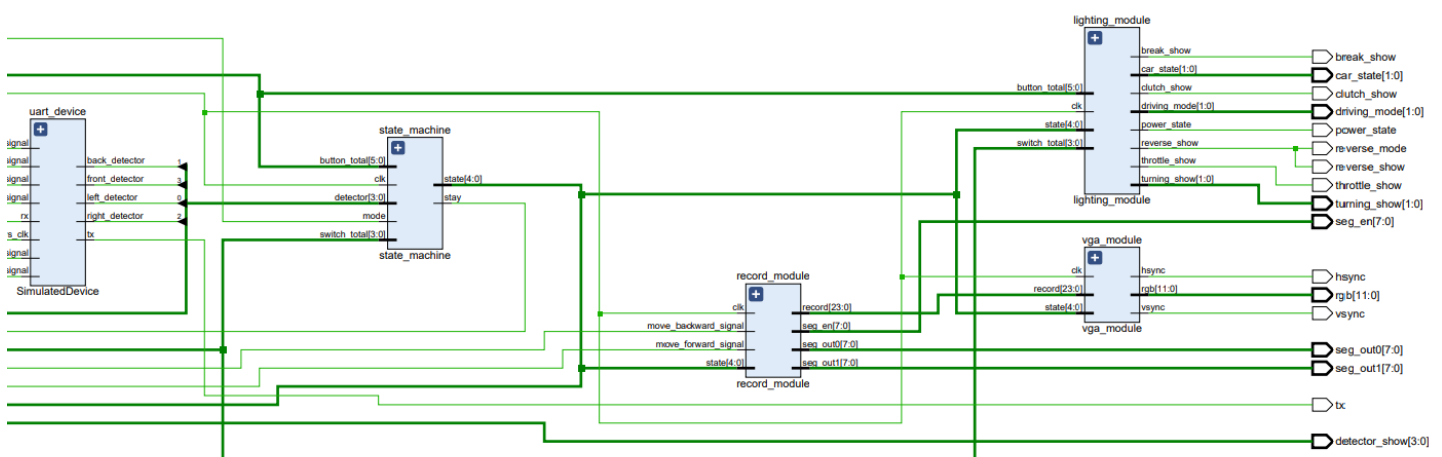 uart_device
signal
signal
signal
signal
rx
s_clk
signal
signal
back_detector
front_detector
left_detector
right_detector
tx
1
3
0
2
SimulatedDevice
state_machine
button_total[5:0]
clk
detector[3:0]
mode
switch_total[3:0]
state[4:0]
stay
state_machine
record_module
clk
move_backward_signal
move_forward_signal
state[4:0]
record[23:0]
seg_en[7:0]
seg_out0[7:0]
seg_out1[7:0]
record_module
lighting_module
button_total[5:0]
clk
state[4:0]
switch_total[3:0]
break_show
car_state[1:0]
clutch_show
driving_mode[1:0]
power_state
reverse_show
throttle_show
turning_show[1:0]
lighting_module
vga_module
clk
record[23:0]
state[4:0]
hsync
rgb[11:0]
vsync
vga_module
break_show
car_state[1:0]
clutch_show
driving_mode[1:0]
power_state
reverse_mode
reverse_show
throttle_show
turning_show[1:0]
seg_en[7:0]
hsync
rgb[11:0]
vsync
seg_out0[7:0]
seg_out1[7:0]
tx
detector_show[3:0]